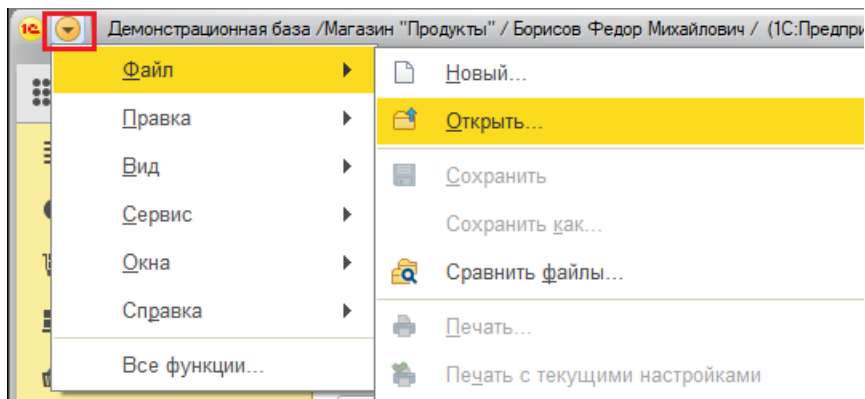 1С Демонстрационная база /Магазин "Продукты" / Борисов Федор Михайлович / (1С:Предпри
Файл
Правка
Вид
Сервис
Окна
Справка
Все функции...
Новый...
Открыть...
Сохранить
Сохранить как...
Сравнить файлы...
Печать...
Печать с текущими настройками